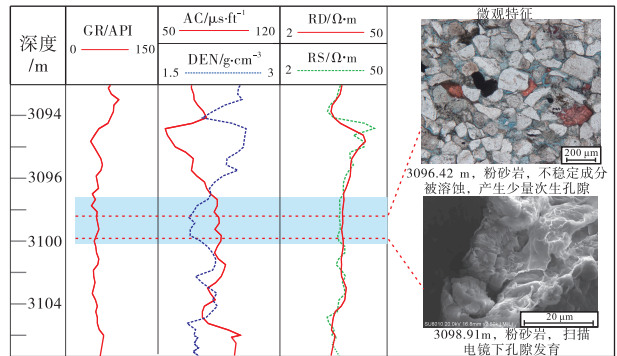 深度
/m
GR/API
0 150
AC/μs·ft⁻¹
50 120
DEN/g·cm⁻³
1.5 3
RD/Ω·m
2 50
RS/Ω·m
2 50
3094
3096
3100
3104
微观特征
200 μm
3096.42 m，粉砂岩，不稳定成分
被溶蚀，产生少量次生孔隙
20 μm
3098.91m，粉砂岩， 扫描
电镜下孔隙发育